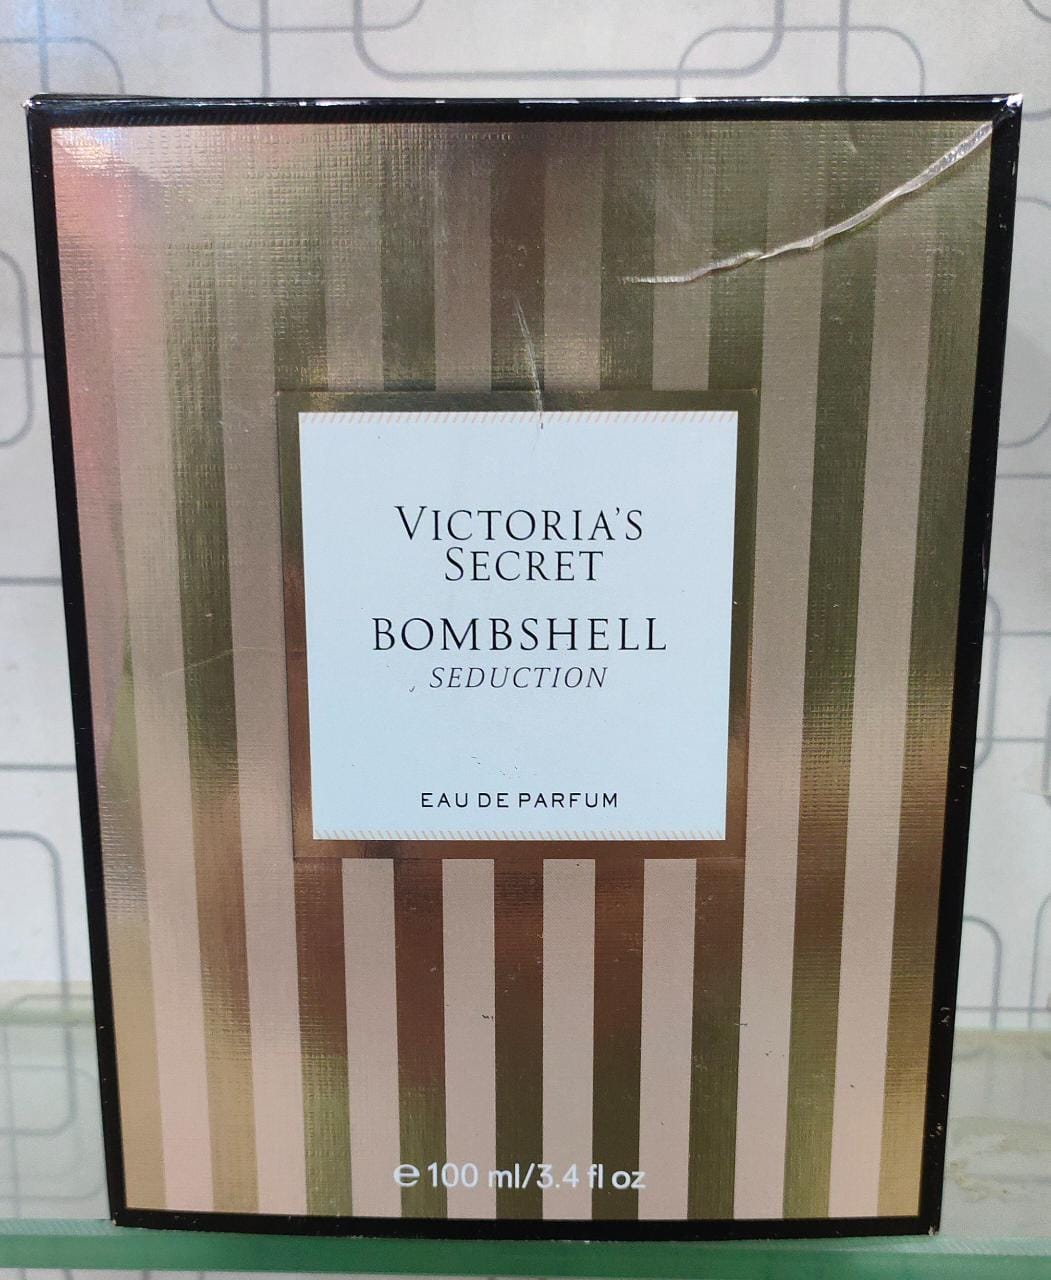 VICTORIA'S
SECRET
BOMBSHELL
SEDUCTION
EAU DE PARFUM
℮ 100 ml/3.4 fl oz